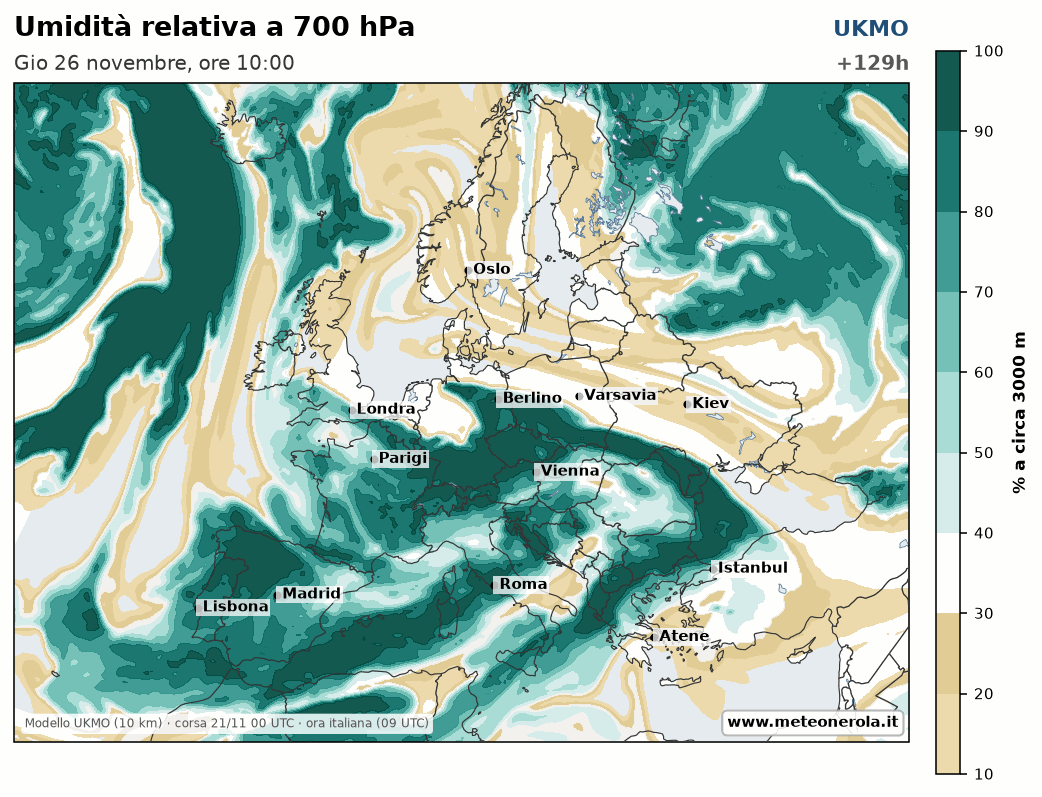 Umidità relativa a 700 hPa
UKMO
Gio 26 novembre, ore 10:00
+129h
100
90
80
70
60
50
40
30
20
10
% a circa 3000 m
Oslo
Londra
Berlino
Varsavia
Kiev
Parigi
Vienna
Istanbul
Roma
Madrid
Lisbona
Atene
Modello UKMO (10 km) · corsa 21/11 00 UTC · ora italiana (09 UTC)
www.meteonerola.it